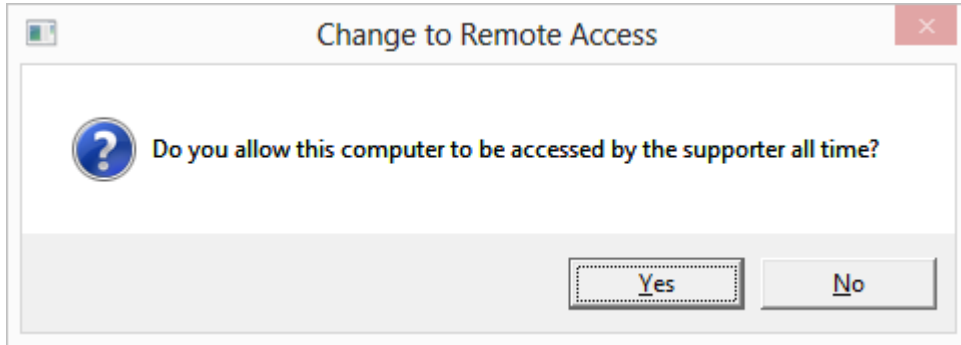 Change to Remote Access
Do you allow this computer to be accessed by the supporter all time?
Yes
No